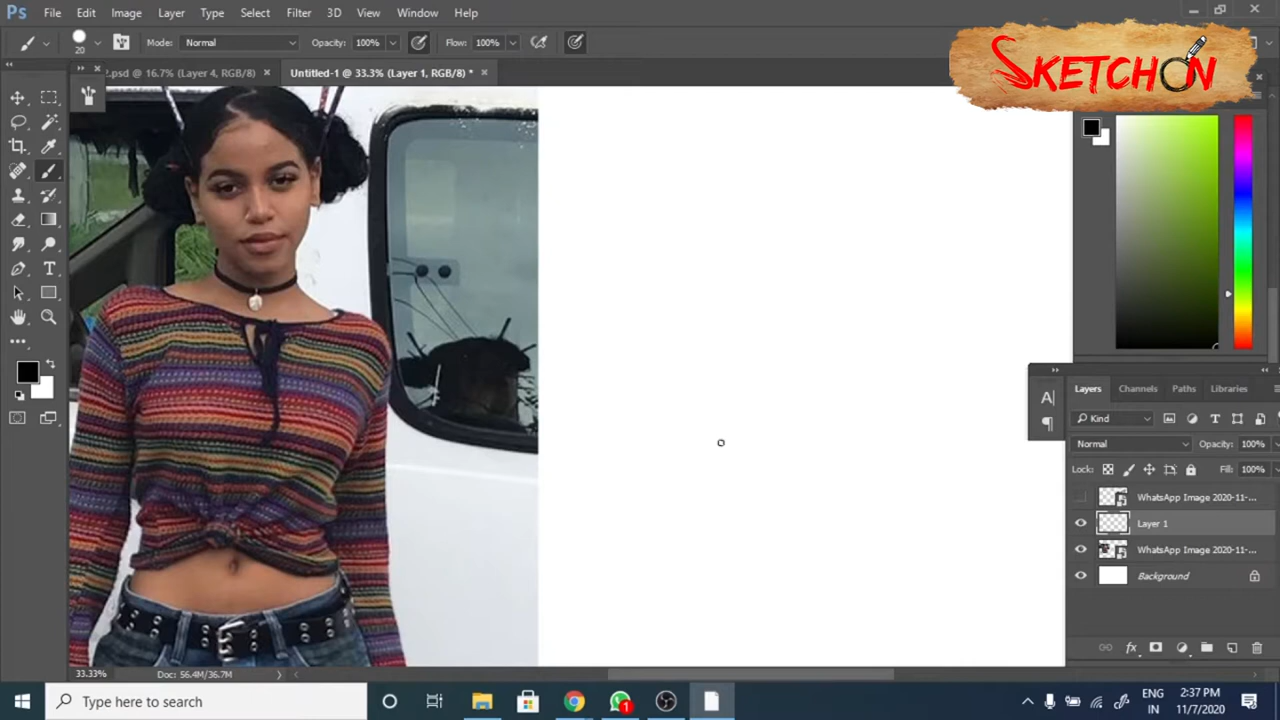 Ps File Edit Image Layer Type Select Filter 3D View Window Help
20 Mode: Normal Opacity: 100% Flow: 100%
SKETCHON
2.psd @ 16.7% (Layer 4, RGB/8) × Untitled-1 @ 33.3% (Layer 1, RGB/8) * ×
Layers Channels Paths Libraries
Kind
Normal Opacity: 100%
Lock: Fill: 100%
WhatsApp Image 2020-11-...
Layer 1
WhatsApp Image 2020-11-...
Background
33.33% Doc: 56.4M/36.7M
Type here to search
1
ENG
IN
2:37 PM
11/7/2020